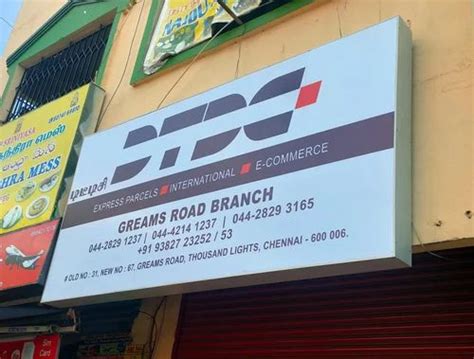 DTDC
டிடிடிசி
EXPRESS PARCELS ■ INTERNATIONAL ■ E-COMMERCE
GREAMS ROAD BRANCH
044-2829 1237 | 044-4214 1237 | 044-2829 3165
+91 93827 23252 / 53
# OLD NO : 31, NEW NO : 67, GREAMS ROAD, THOUSAND LIGHTS, CHENNAI - 600 006.
HRA MESS